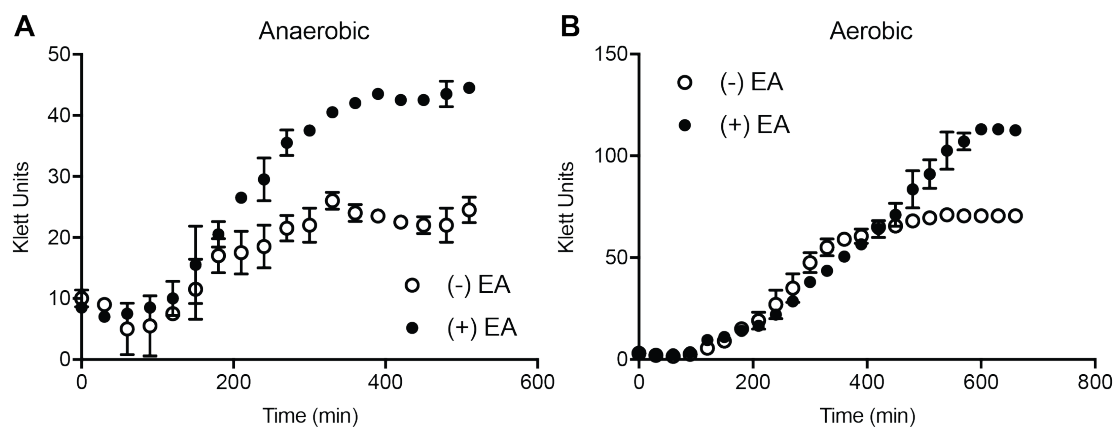 A
Anaerobic
50
40
30
20
10
0
Klett Units
(-) EA
(+) EA
0
200
400
600
Time (min)
B
Aerobic
150
100
50
0
Klett Units
(-) EA
(+) EA
0
200
400
600
800
Time (min)